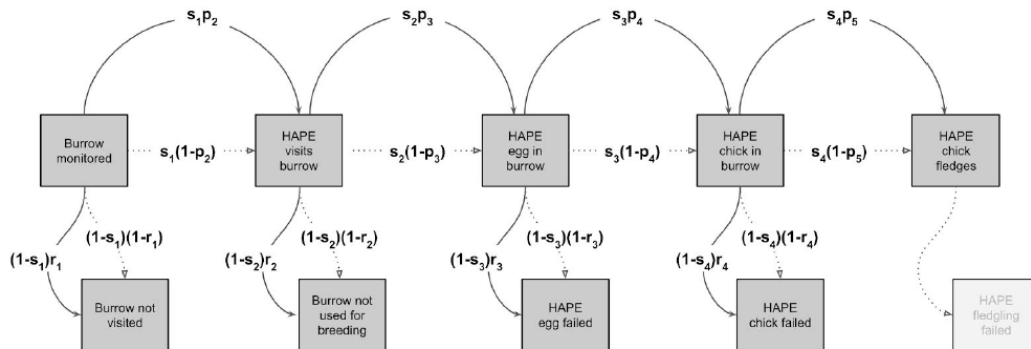 s₁p₂
s₂p₃
s₃p₄
s₄p₅
Burrow
monitored
s₁(1-p₂)
HAPE
visits
burrow
s₂(1-p₃)
HAPE
egg in
burrow
s₃(1-p₄)
HAPE
chick in
burrow
s₄(1-p₅)
HAPE
chick
fledges
(1-s₁)(1-r₁)
(1-s₁)r₁
(1-s₂)(1-r₂)
(1-s₂)r₂
(1-s₃)(1-r₃)
(1-s₃)r₃
(1-s₄)(1-r₄)
(1-s₄)r₄
Burrow not
visited
Burrow not
used for
breeding
HAPE
egg failed
HAPE
chick failed
HAPE
fledgling
failed